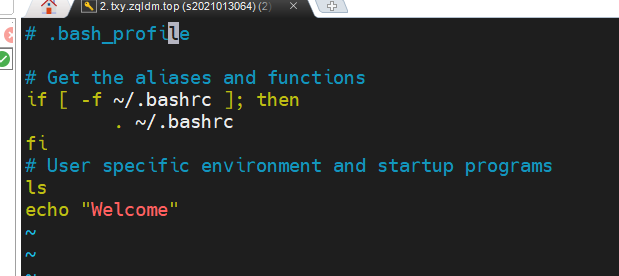 2. txy.zqldm.top (s2021013064) (2)
# .bash_profile
# Get the aliases and functions
if [ -f ~/.bashrc ]; then
        . ~/.bashrc
fi
# User specific environment and startup programs
ls
echo "Welcome"
~
~
~